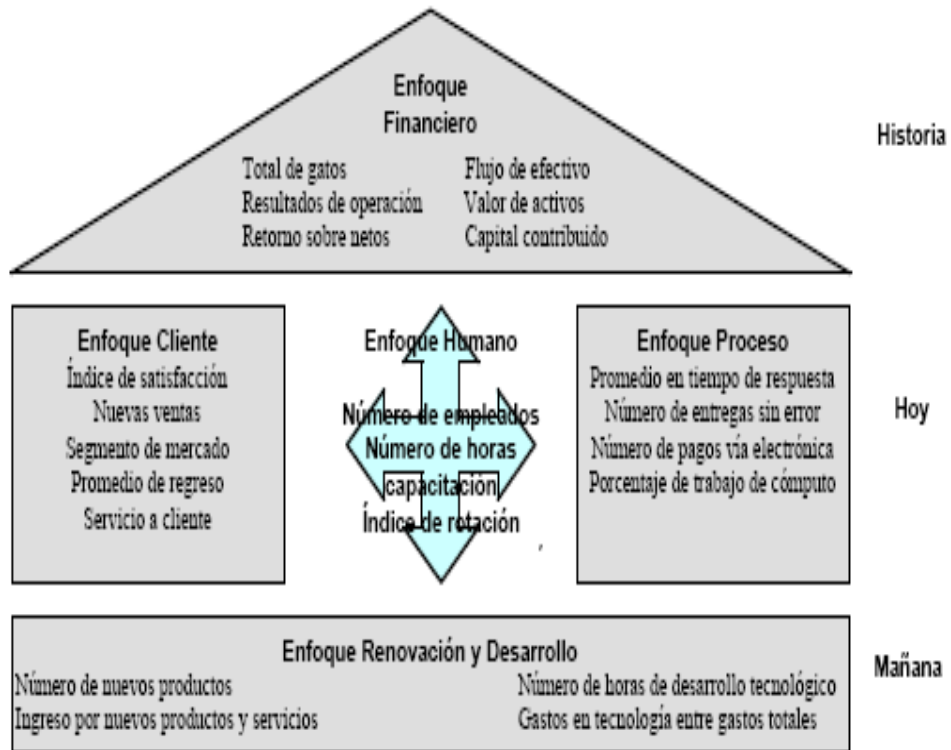 Enfoque
Financiero
Total de gatos
Flujo de efectivo
Resultados de operación
Valor de activos
Retorno sobre netos
Capital contribuido
Historia
Enfoque Cliente
Índice de satisfacción
Nuevas ventas
Segmento de mercado
Promedio de regreso
Servicio a cliente
Enfoque Humano
Número de empleados
Número de horas
capacitación
Índice de rotación
Enfoque Proceso
Promedio en tiempo de respuesta
Número de entregas sin error
Número de pagos vía electrónica
Porcentaje de trabajo de cómputo
Hoy
Enfoque Renovación y Desarrollo
Número de nuevos productos
Ingreso por nuevos productos y servicios
Número de horas de desarrollo tecnológico
Gastos en tecnología entre gastos totales
Mañana